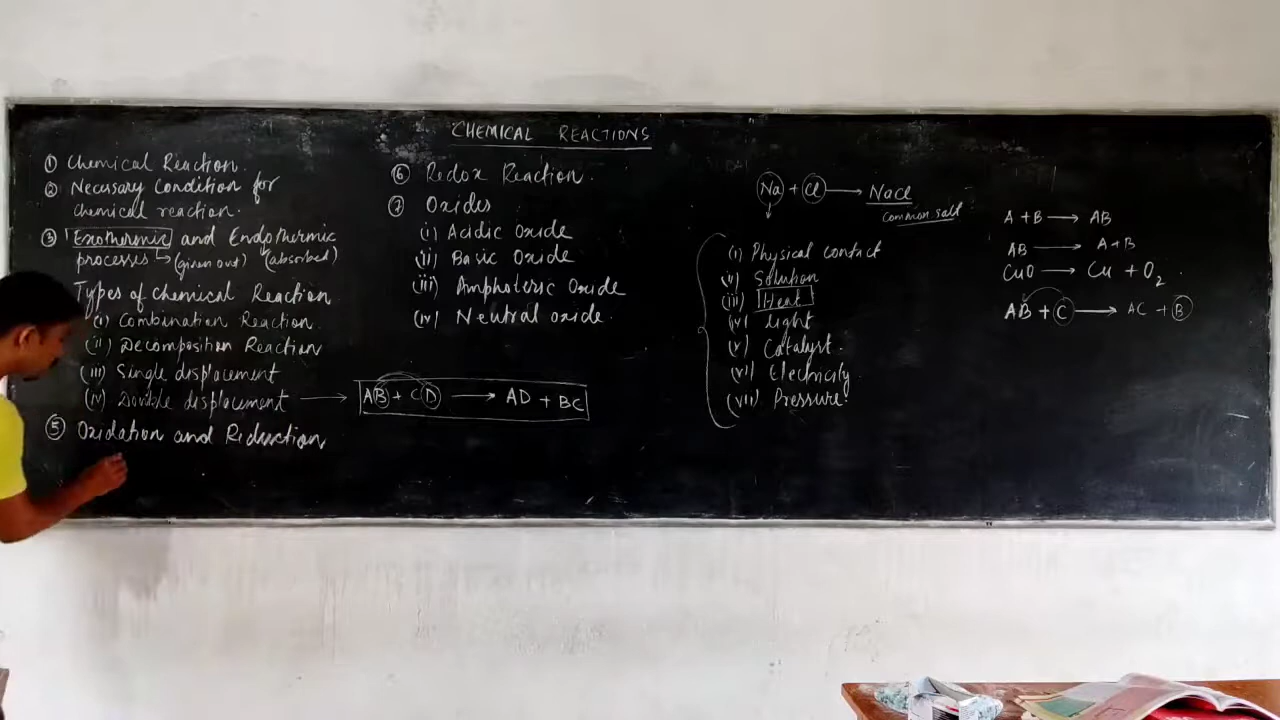 CHEMICAL REACTIONS
① Chemical Reaction.
② Necessary Condition for
chemical reaction.
③ Exothermic and Endothermic
processes → (given out) (absorbed)
Types of Chemical Reaction
(i) Combination Reaction
(ii) Decomposition Reaction
(iii) Single displacement
(iv) Double displacement → AB + CD → AD + BC
⑤ Oxidation and Reduction
⑥ Redox Reaction.
⑦ Oxides
(i) Acidic Oxide
(ii) Basic Oxide
(iii) Amphoteric Oxide
(iv) Neutral oxide.
Na + Cl → NaCl
common salt
(i) Physical contact
(ii) Solution
(iii) Heat
(iv) light
(v) Catalyst.
(vi) Electricity
(vii) Pressure
A + B → AB
AB → A + B
CuO → Cu + O₂
AB + C → AC + B